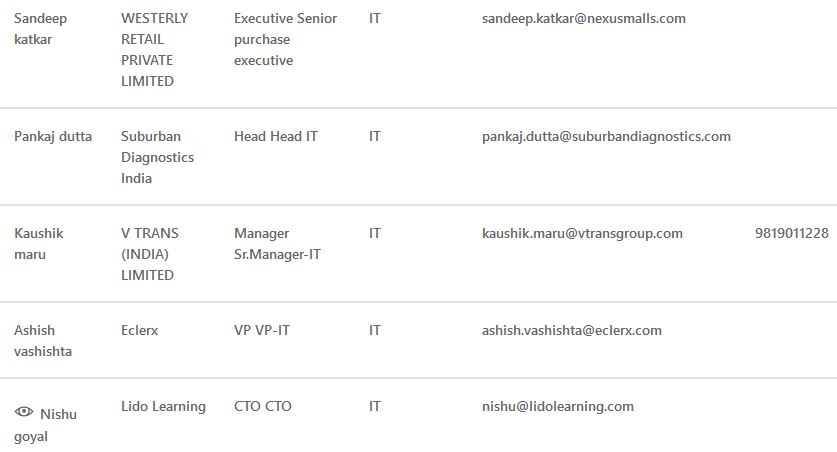 Sandeep katkar WESTERLY RETAIL PRIVATE LIMITED Executive Senior purchase executive IT sandeep.katkar@nexusmalls.com
Pankaj dutta Suburban Diagnostics India Head Head IT IT pankaj.dutta@suburbandiagnostics.com
Kaushik maru V TRANS (INDIA) LIMITED Manager Sr.Manager-IT IT kaushik.maru@vtransgroup.com 9819011228
Ashish vashishta Eclerx VP VP-IT IT ashish.vashishta@eclerx.com
Nishu goyal Lido Learning CTO CTO IT nishu@lidolearning.com